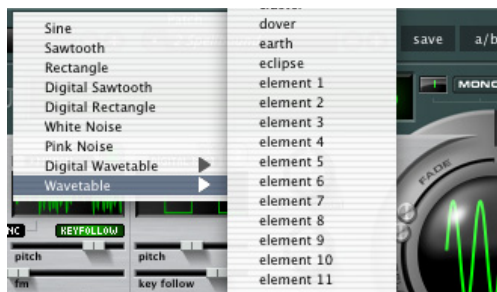 Sine
Sawtooth
Rectangle
Digital Sawtooth
Digital Rectangle
White Noise
Pink Noise
Digital Wavetable
Wavetable
dover
earth
eclipse
element 1
element 2
element 3
element 4
element 5
element 6
element 7
element 8
element 9
element 10
element 11
save
a/b
MONO
FADE
NC
KEYFOLLOW
pitch
pitch
fm
key follow